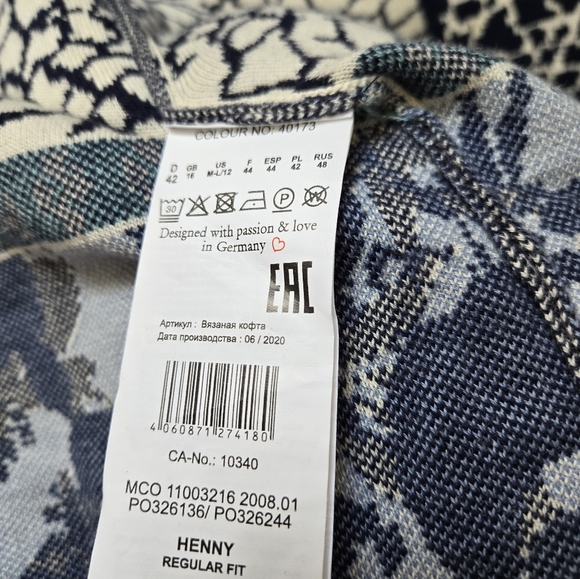 COLOUR NO: 40173
D GB US F ESP PL RUS
42 16 M-L/12 44 44 42 48
30 P W
Designed with passion & love
in Germany
EAC
Артикул : Вязаная кофта
Дата производства : 06 / 2020
4 060871 274180
CA-No.: 10340
MCO 11003216 2008.01
PO326136/ PO326244
HENNY
REGULAR FIT